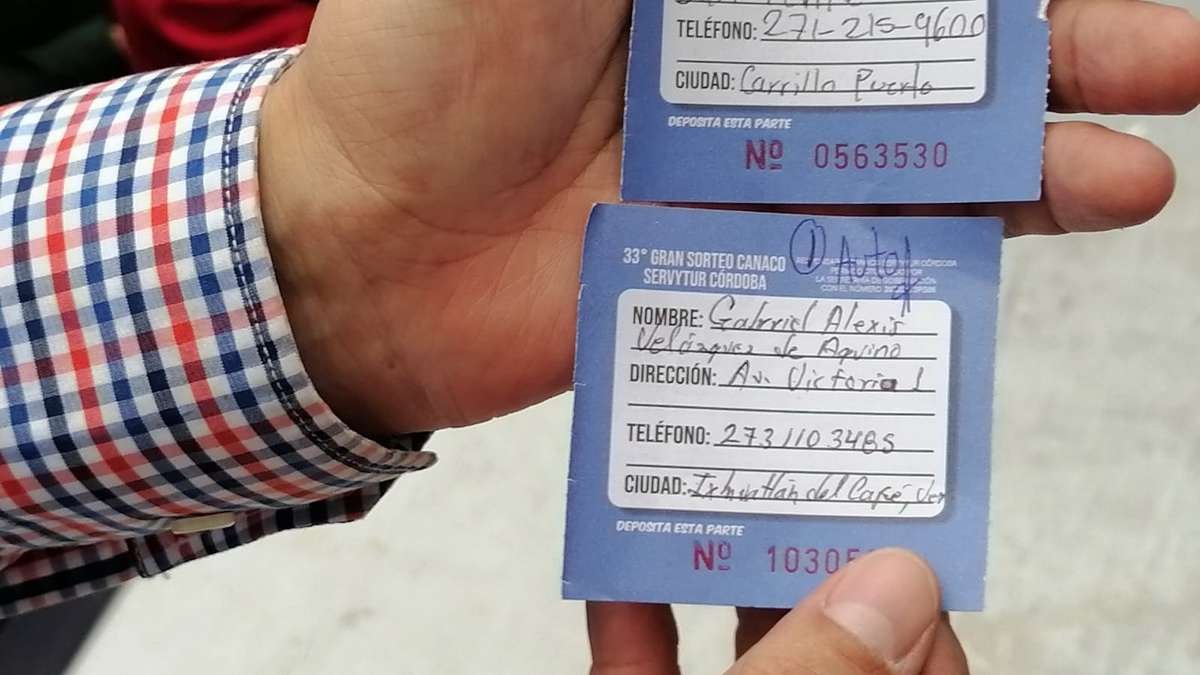 TELÉFONO: 271-215-9600
CIUDAD: Carrillo Puerto
DEPOSITA ESTA PARTE
Nº 0563530
33° GRAN SORTEO CANACO
SERVYTUR CÓRDOBA
1 Auto
NOMBRE: Gabriel Alexis
Velázquez de Aquino
DIRECCIÓN: Av. Victoria 1
TELÉFONO: 273 110 3485
CIUDAD: Ixhuatlán del Café, Ver
DEPOSITA ESTA PARTE
Nº 1030